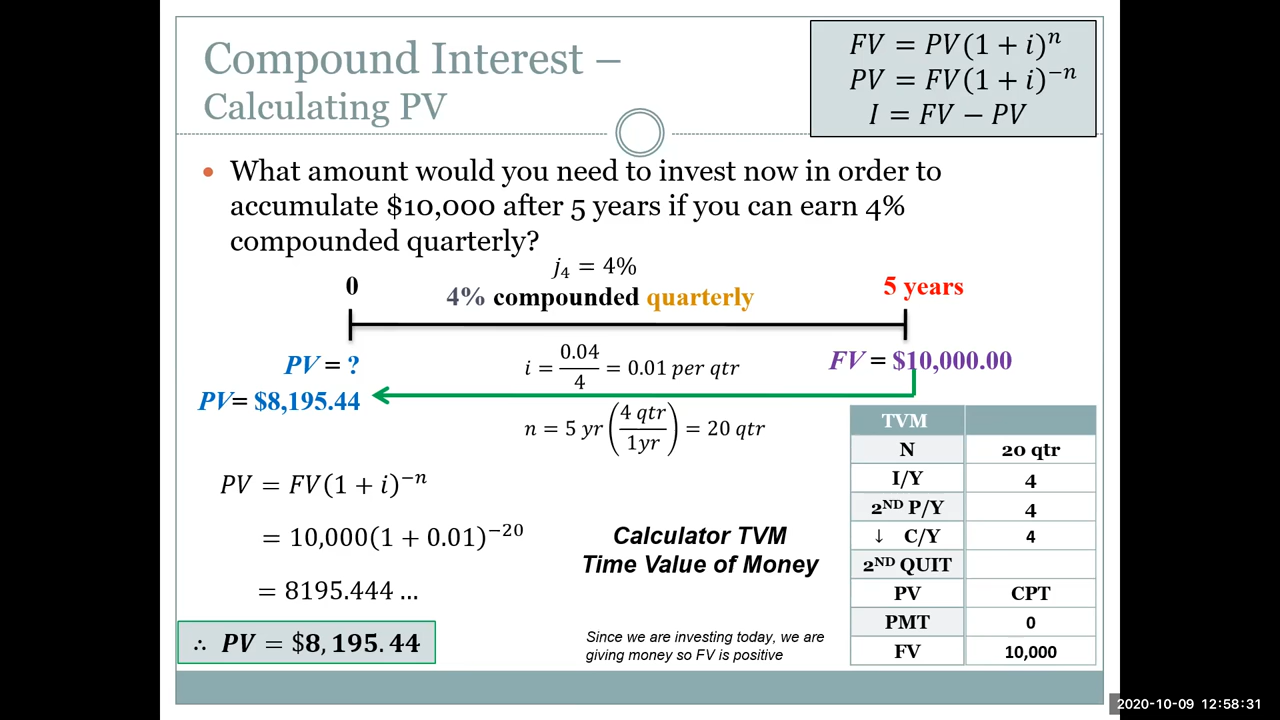 Compound Interest –
Calculating PV
FV = PV(1 + i)^n
PV = FV(1 + i)^−n
I = FV − PV
• What amount would you need to invest now in order to
accumulate $10,000 after 5 years if you can earn 4%
compounded quarterly?
j₄ = 4%
0
4% compounded quarterly
5 years
PV = ?
i = 0.04/4 = 0.01 per qtr
FV = $10,000.00
PV= $8,195.44
n = 5 yr (4 qtr/1yr) = 20 qtr
PV = FV(1 + i)^−n
= 10,000(1 + 0.01)^−20
= 8195.444 …
∴ PV = $8,195.44
Calculator TVM
Time Value of Money
Since we are investing today, we are
giving money so FV is positive
TVM
N 20 qtr
I/Y 4
2ND P/Y 4
↓ C/Y 4
2ND QUIT
PV CPT
PMT 0
FV 10,000
2020-10-09 12:58:31